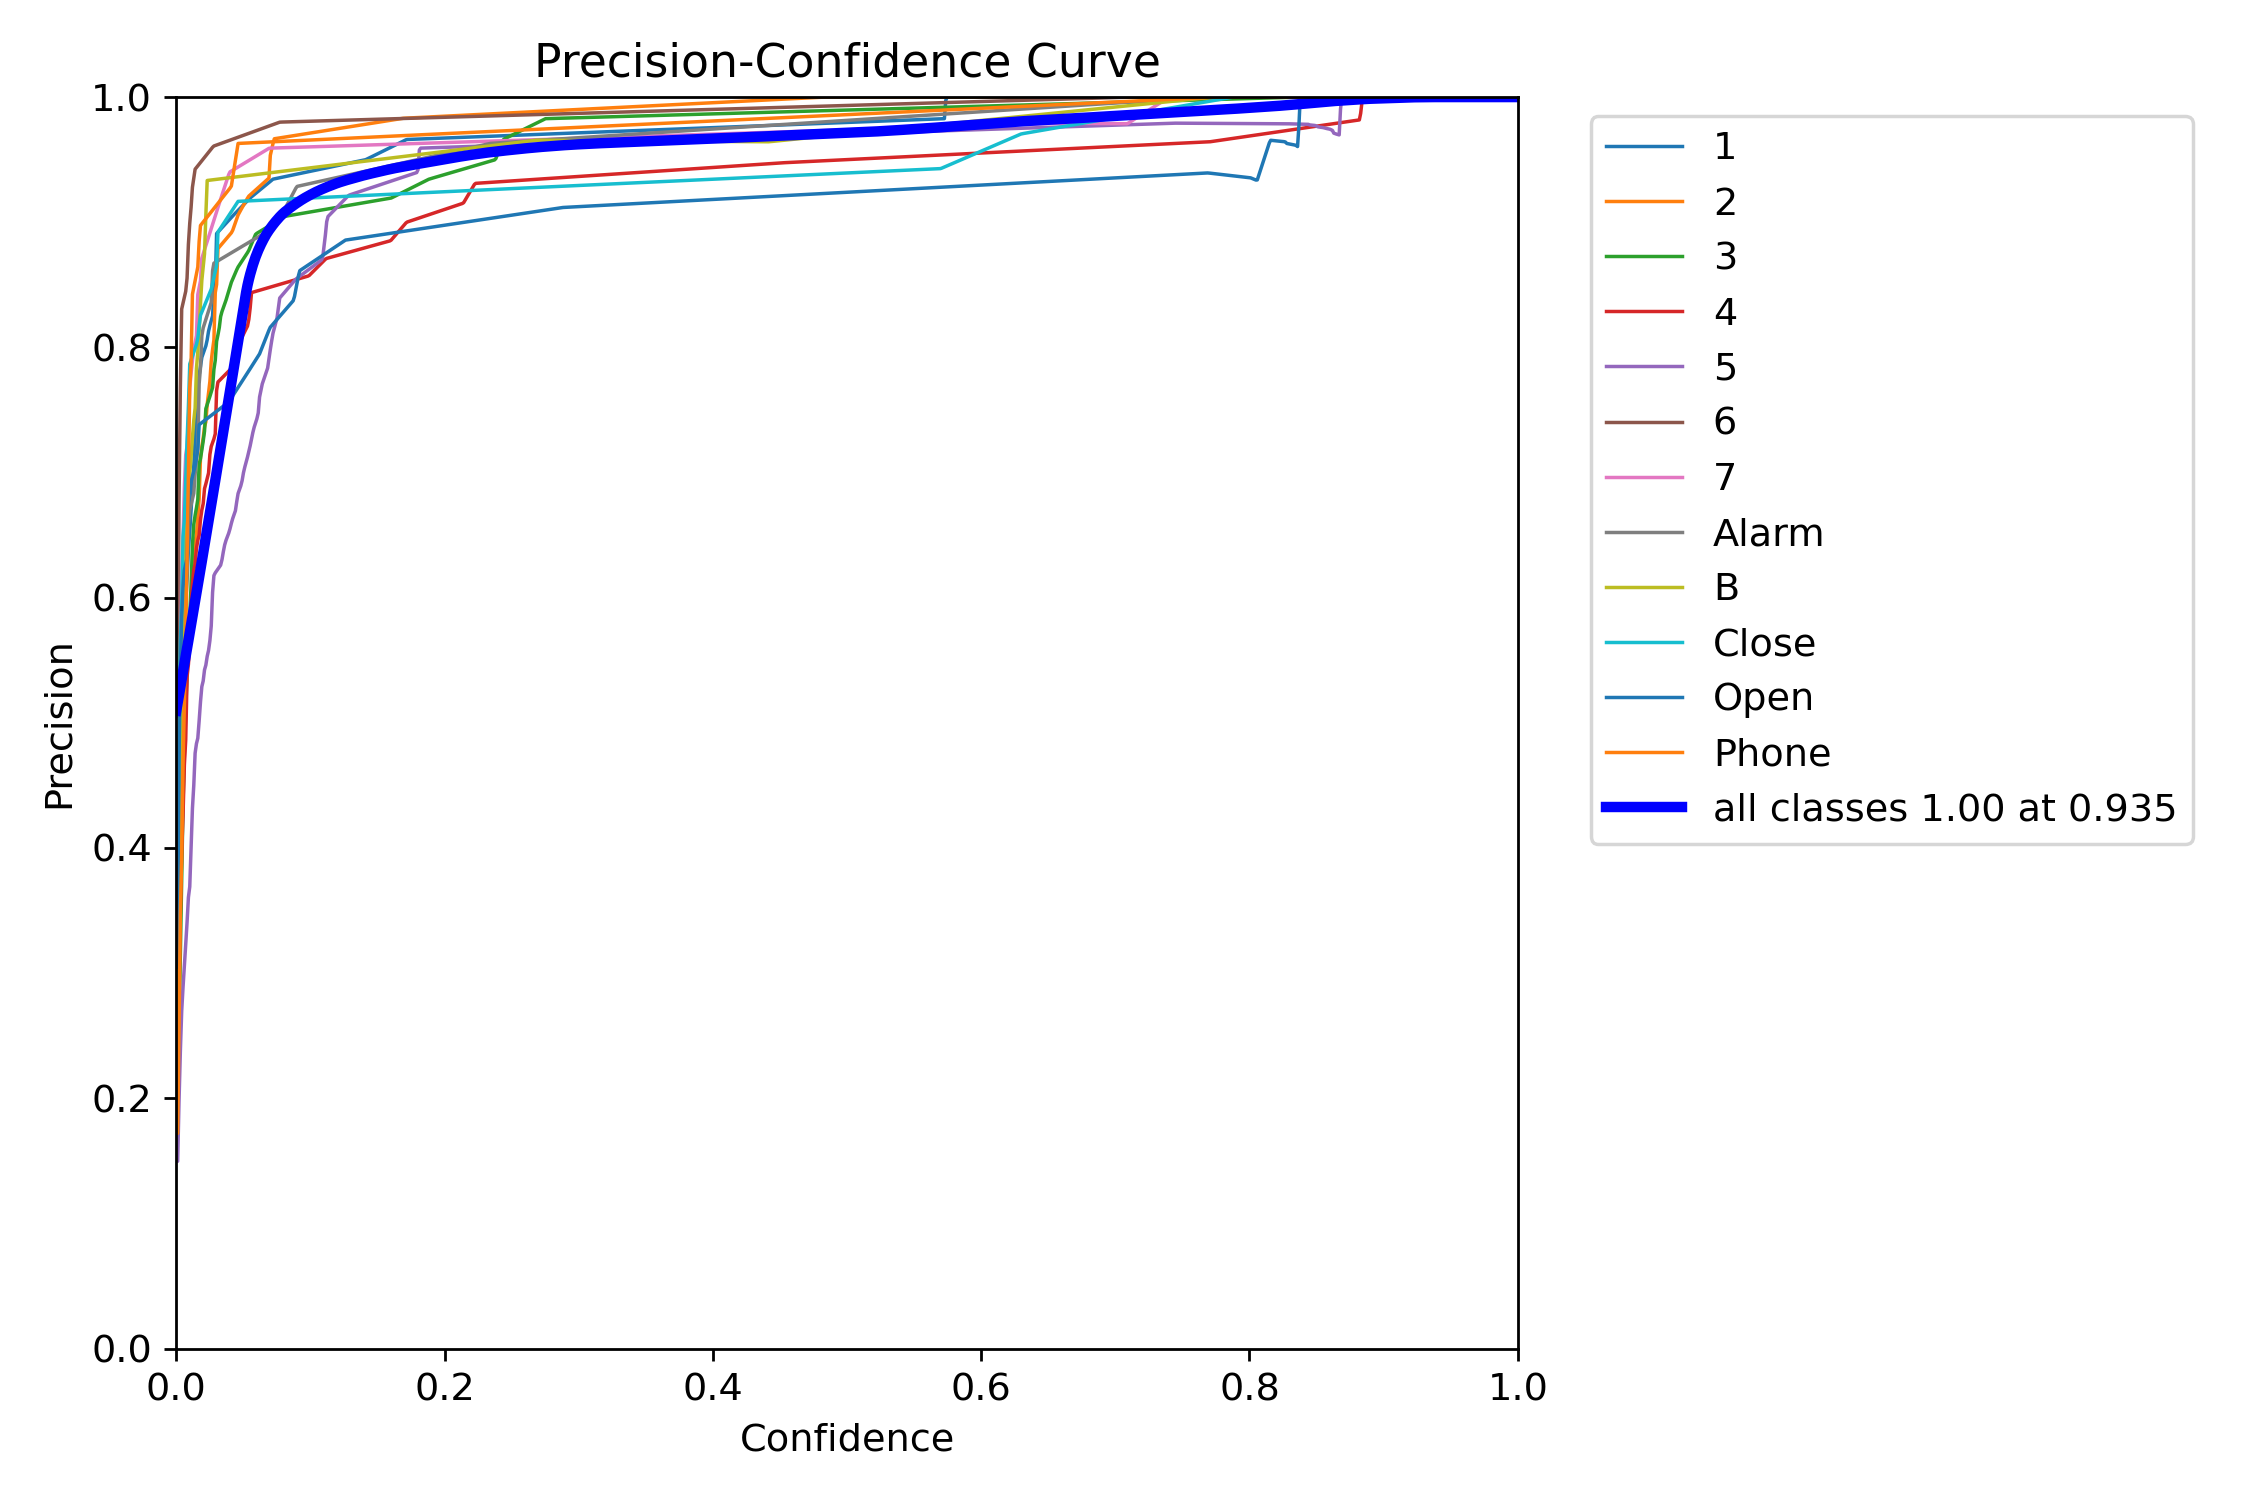 Precision-Confidence Curve
1.0
0.8
0.6
0.4
0.2
0.0
Precision
0.0 0.2 0.4 0.6 0.8 1.0
Confidence
1
2
3
4
5
6
7
Alarm
B
Close
Open
Phone
all classes 1.00 at 0.935